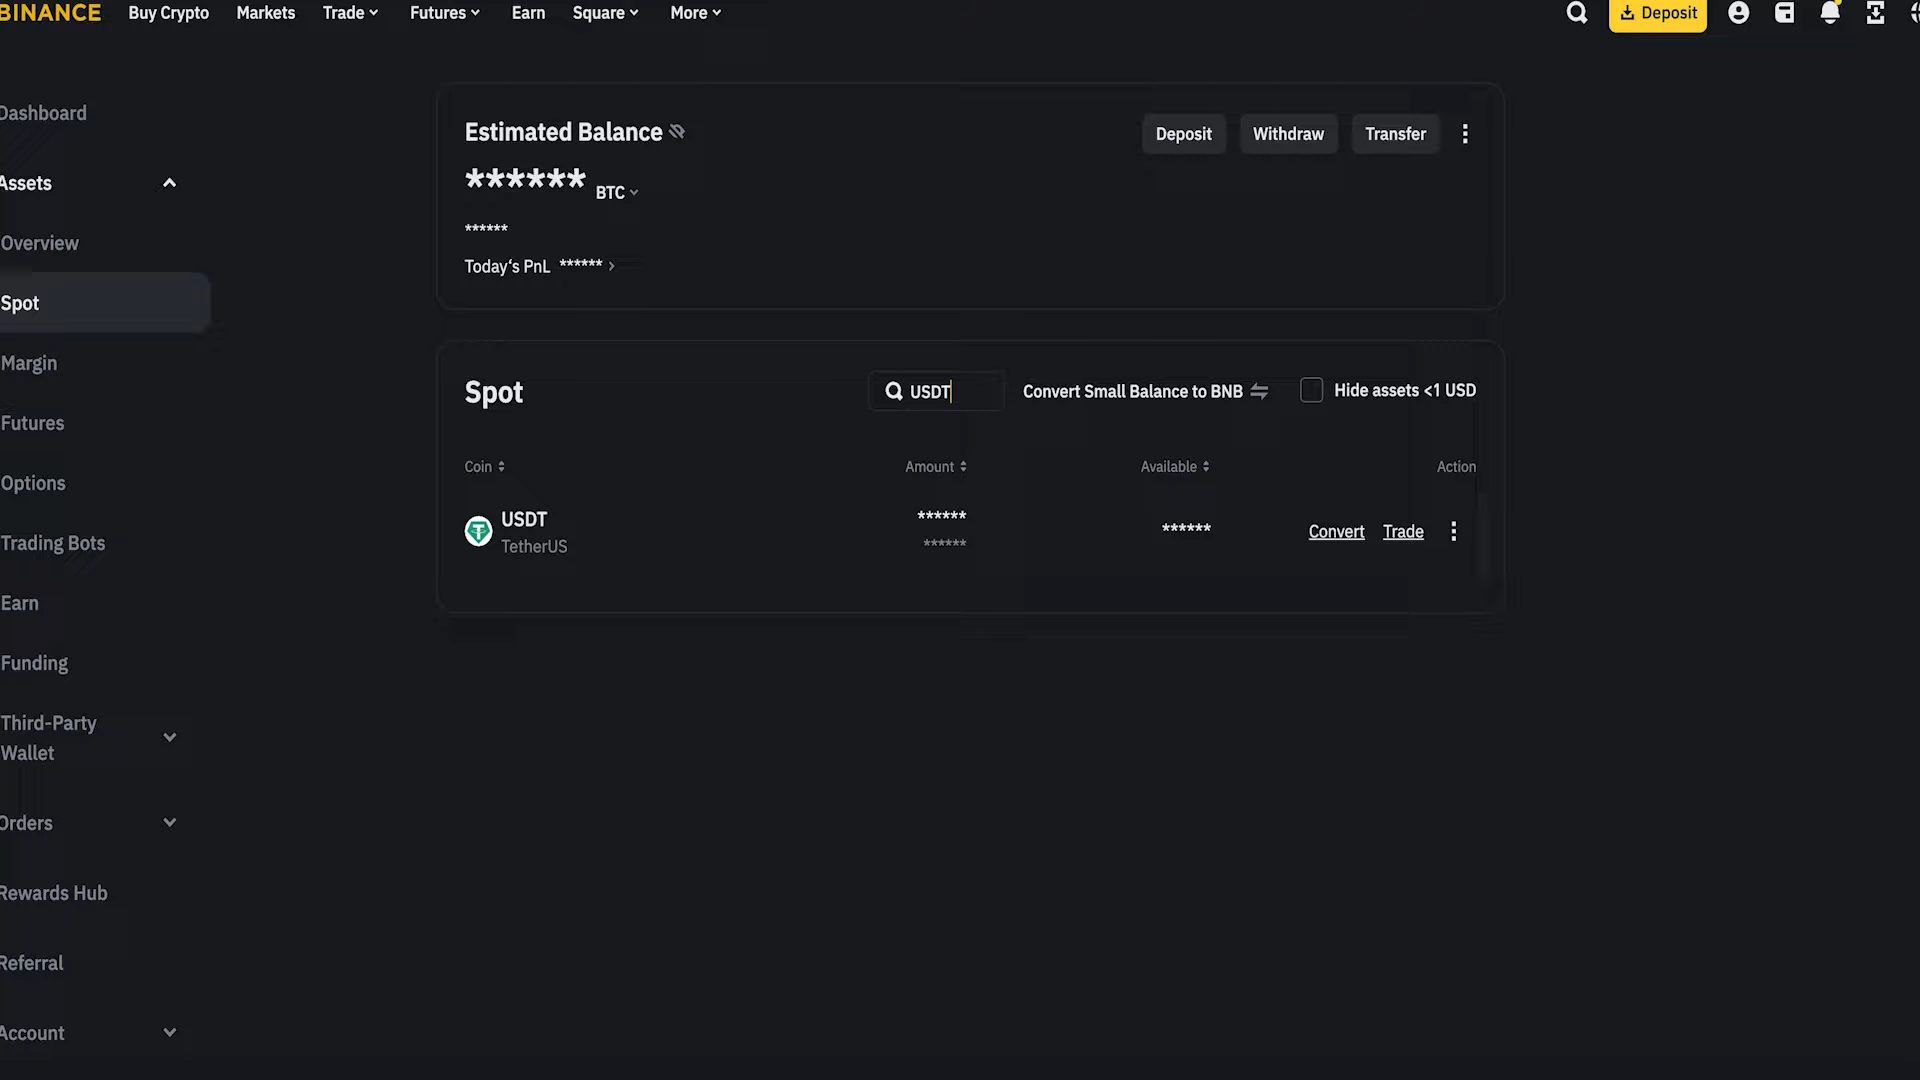 BINANCE Buy Crypto Markets Trade Futures Earn Square More Deposit
Dashboard
Assets
Overview
Spot
Margin
Futures
Options
Trading Bots
Earn
Funding
Third-Party
Wallet
Orders
Rewards Hub
Referral
Account
Estimated Balance
Deposit Withdraw Transfer
****** BTC
******
Today's PnL ******
Spot
USDT
Convert Small Balance to BNB
Hide assets <1 USD
Coin Amount Available Action
USDT ****** ****** Convert Trade
TetherUS ******